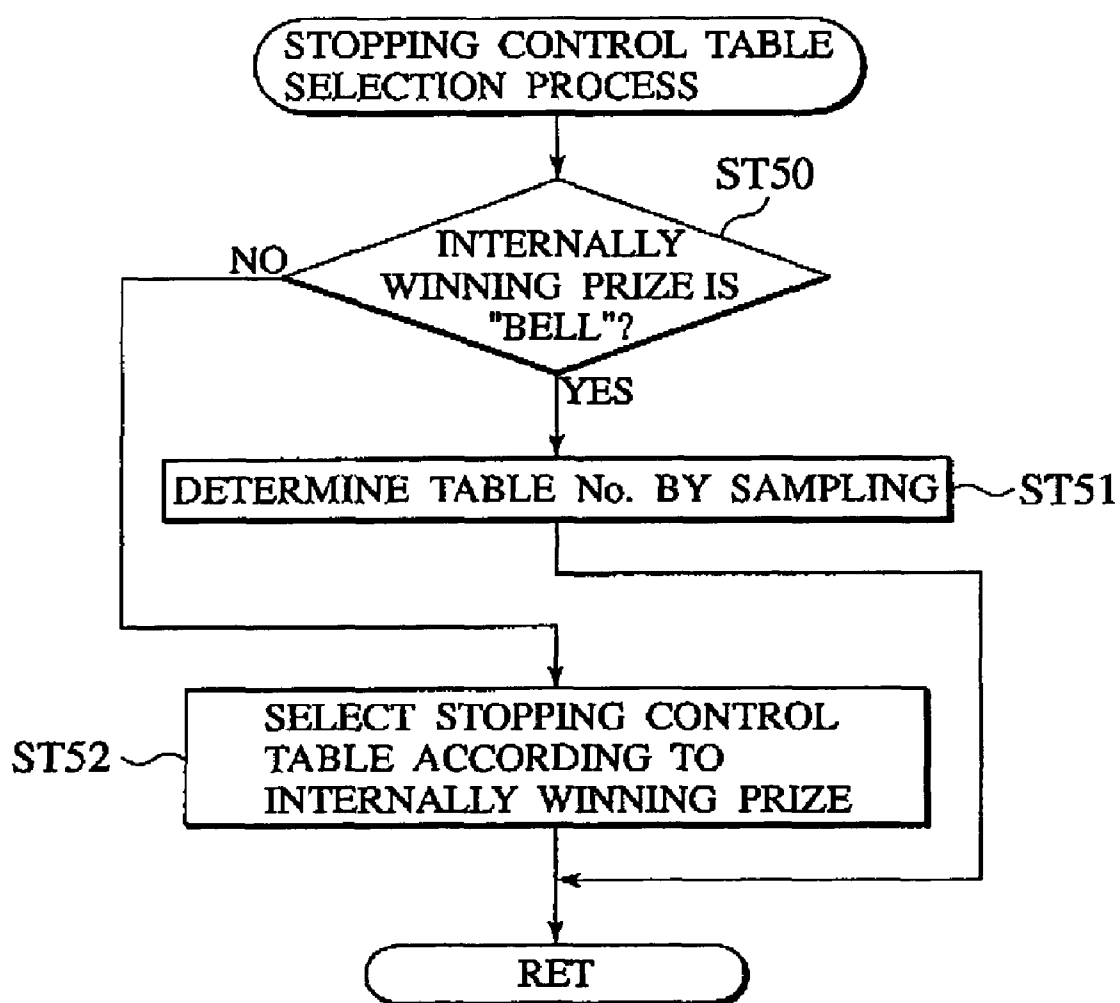 STOPPING CONTROL TABLE
SELECTION PROCESS
ST50
NO
INTERNALLY
WINNING PRIZE IS
"BELL"?
YES
DETERMINE TABLE No. BY SAMPLING
ST51
ST52
SELECT STOPPING CONTROL
TABLE ACCORDING TO
INTERNALLY WINNING PRIZE
RET